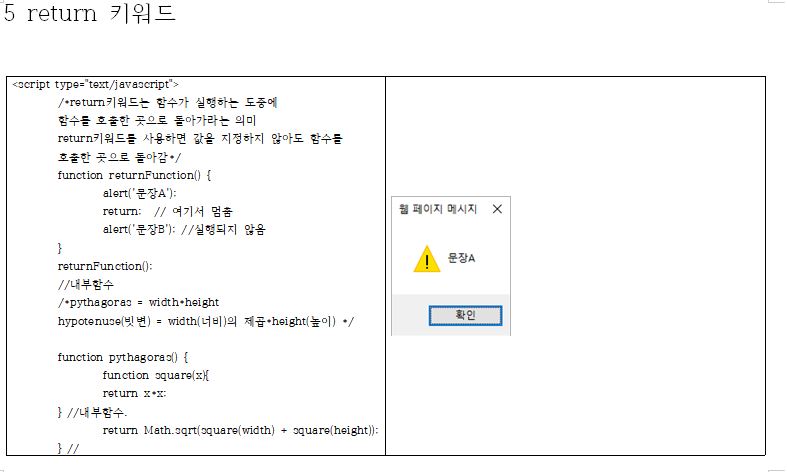 5 return 키워드
<script type="text/javascript">
/*return키워드는 함수가 실행하는 도중에
함수를 호출한 곳으로 돌아가라는 의미
return키워드를 사용하면 값을 지정하지 않아도 함수를
호출한 곳으로 돌아감*/
function returnFunction() {
alert('문장A');
return;  // 여기서 멈춤
alert('문장B'); //실행되지 않음
}
returnFunction();
//내부함수
/*pythagoras = width*height
hypotenuse(빗변) = width(너비)의 제곱*height(높이) */
function pythagoras() {
function square(x){
return x*x;
} //내부함수.
return Math.sqrt(square(width) + square(height));
} //
웹 페이지 메시지
문장A
확인